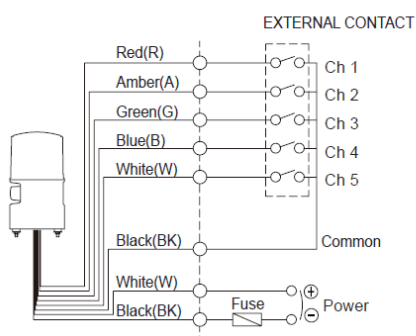 EXTERNAL CONTACT
Red(R)
Ch 1
Amber(A)
Ch 2
Green(G)
Ch 3
Blue(B)
Ch 4
White(W)
Ch 5
Black(BK)
Common
White(W)
+
Fuse
Power
Black(BK)
−